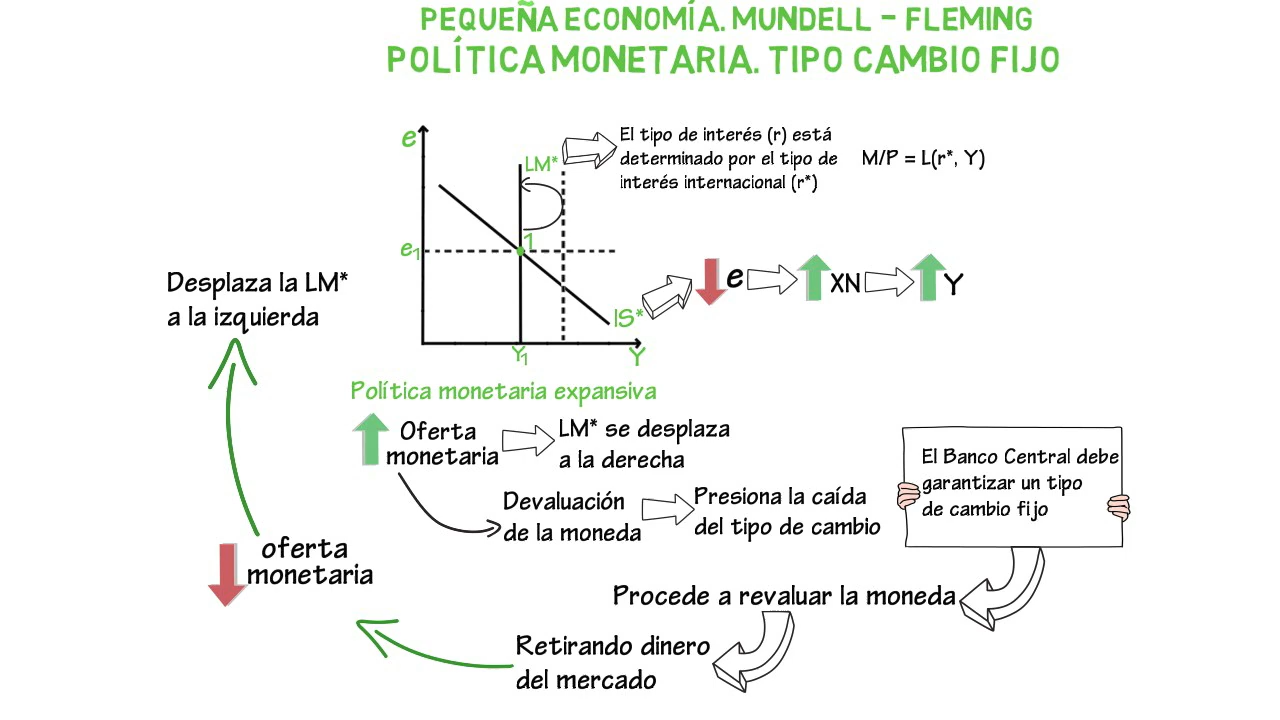 PEQUEÑA ECONOMÍA. MUNDELL - FLEMING
POLÍTICA MONETARIA. TIPO CAMBIO FIJO
e
LM*
El tipo de interés (r) está
determinado por el tipo de
interés internacional (r*)
M/P = L(r*, Y)
e1
1
IS*
Y1
Y
e
XN
Y
Desplaza la LM*
a la izquierda
Política monetaria expansiva
Oferta
monetaria
LM* se desplaza
a la derecha
Devaluación
de la moneda
Presiona la caída
del tipo de cambio
El Banco Central debe
garantizar un tipo
de cambio fijo
Procede a revaluar la moneda
Retirando dinero
del mercado
oferta
monetaria